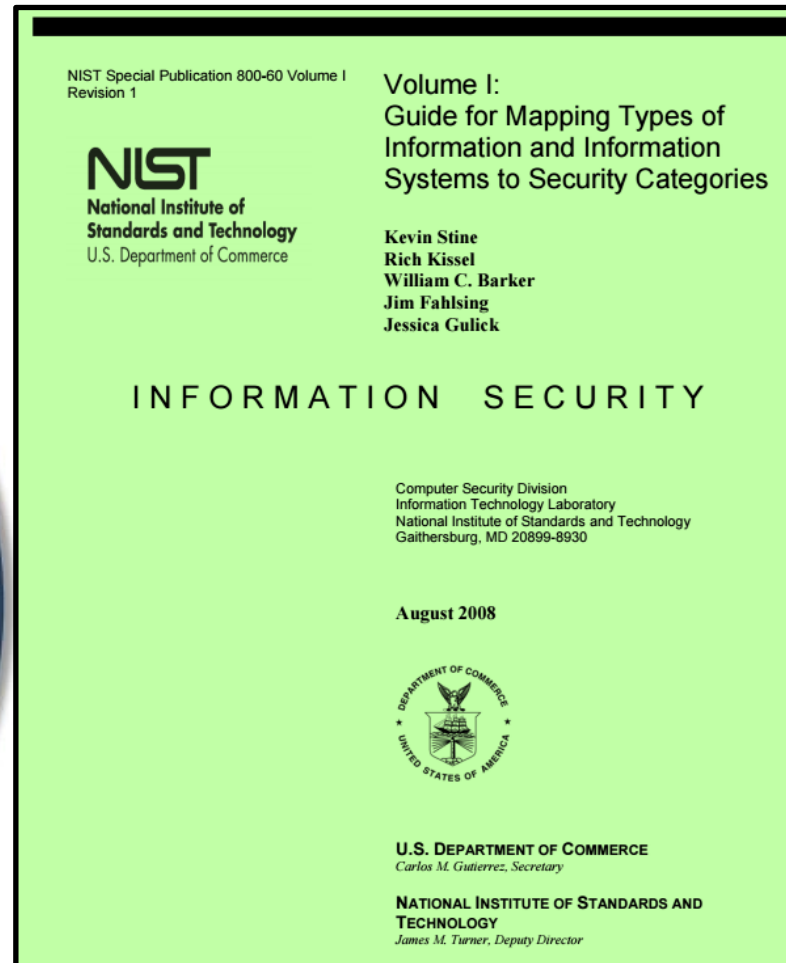 NIST Special Publication 800-60 Volume I
Revision 1
Volume I:
Guide for Mapping Types of
Information and Information
Systems to Security Categories
NIST
National Institute of
Standards and Technology
U.S. Department of Commerce
Kevin Stine
Rich Kissel
William C. Barker
Jim Fahlsing
Jessica Gulick
INFORMATION SECURITY
Computer Security Division
Information Technology Laboratory
National Institute of Standards and Technology
Gaithersburg, MD 20899-8930
August 2008
DEPARTMENT OF COMMERCE
UNITED STATES OF AMERICA
U.S. DEPARTMENT OF COMMERCE
Carlos M. Gutierrez, Secretary
NATIONAL INSTITUTE OF STANDARDS AND
TECHNOLOGY
James M. Turner, Deputy Director